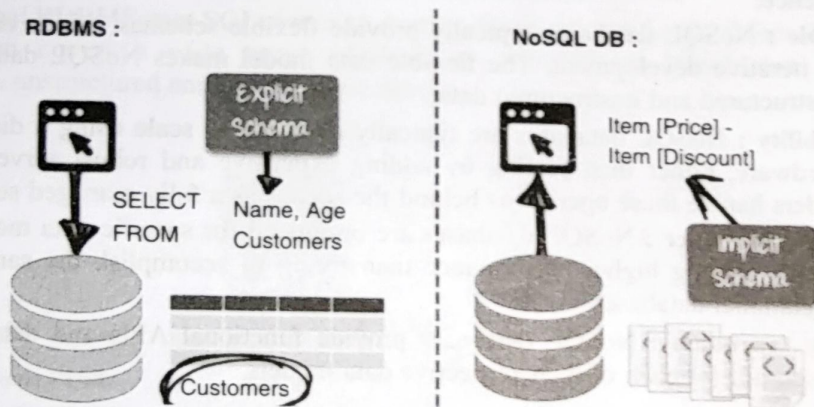 RDBMS :
Explicit
Schema
SELECT
FROM
Name, Age
Customers
Customers
NoSQL DB :
Item [Price] -
Item [Discount]
Implicit
Schema